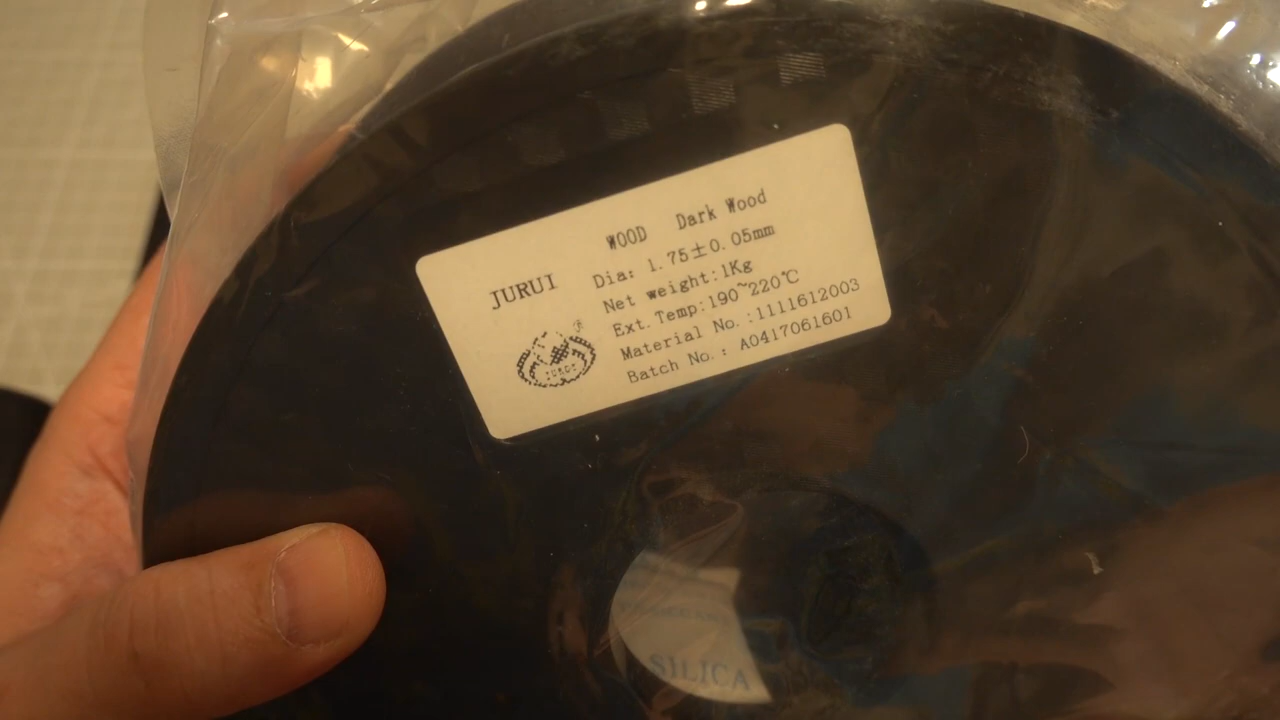 WOOD Dark Wood
Dia: 1.75±0.05mm
Net weight:1Kg
Ext. Temp:190~220℃
Material No.:1111612003
Batch No.: A0417061601
JURUI
®
SILICA